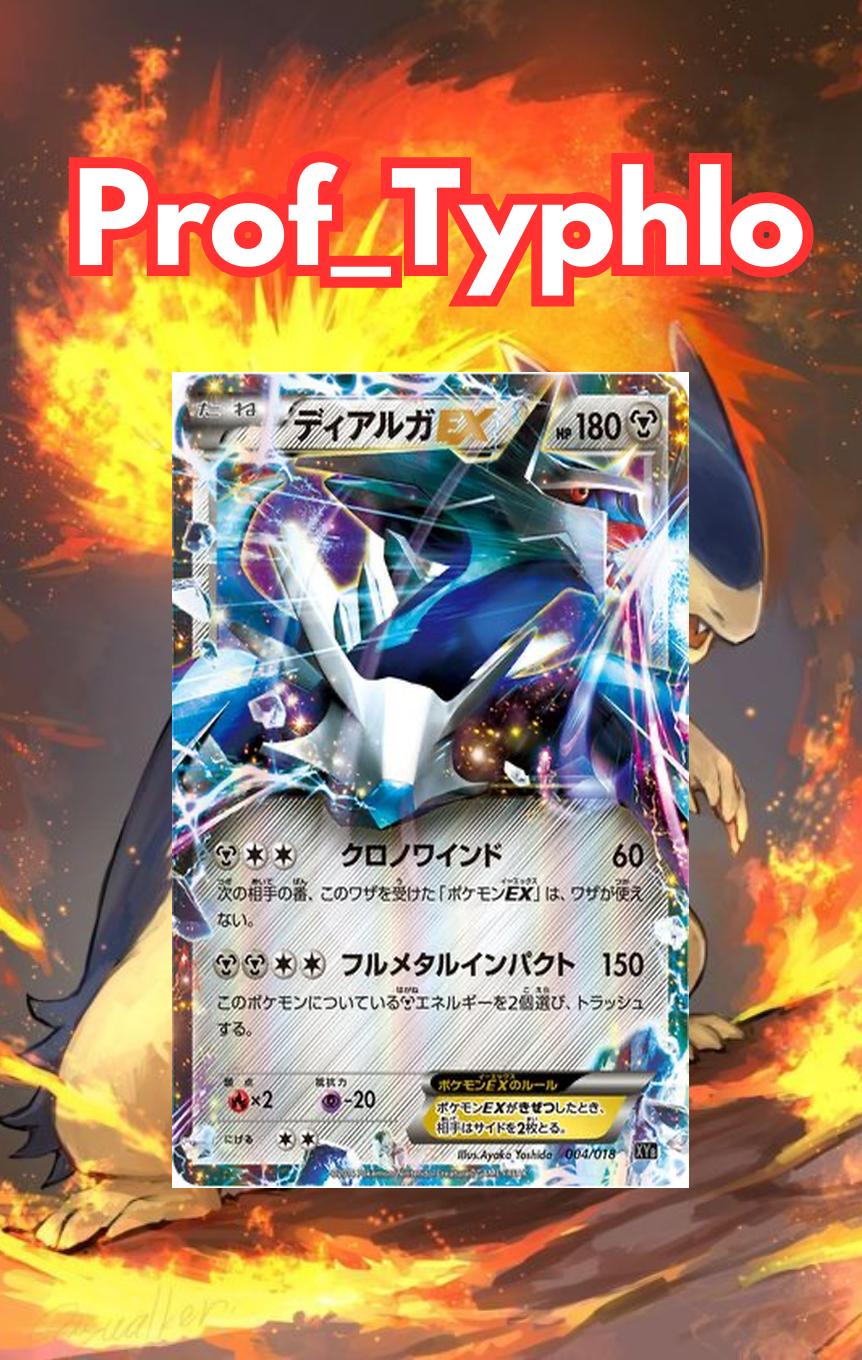 Prof_Typhlo
たね ディアルガEX HP 180
クロノワインド 60
次の相手の番、このワザを受けた「ポケモンEX」は、ワザが使え
ない。
フルメタルインパクト 150
このポケモンについているエネルギーを2個選び、トラッシュ
する。
弱点 抵抗力
×2 -20
にげる
ポケモンEXのルール
ポケモンEXがきぜつしたとき、
相手はサイドを2枚とる。
Illus.Ayaka Yoshida 004/018